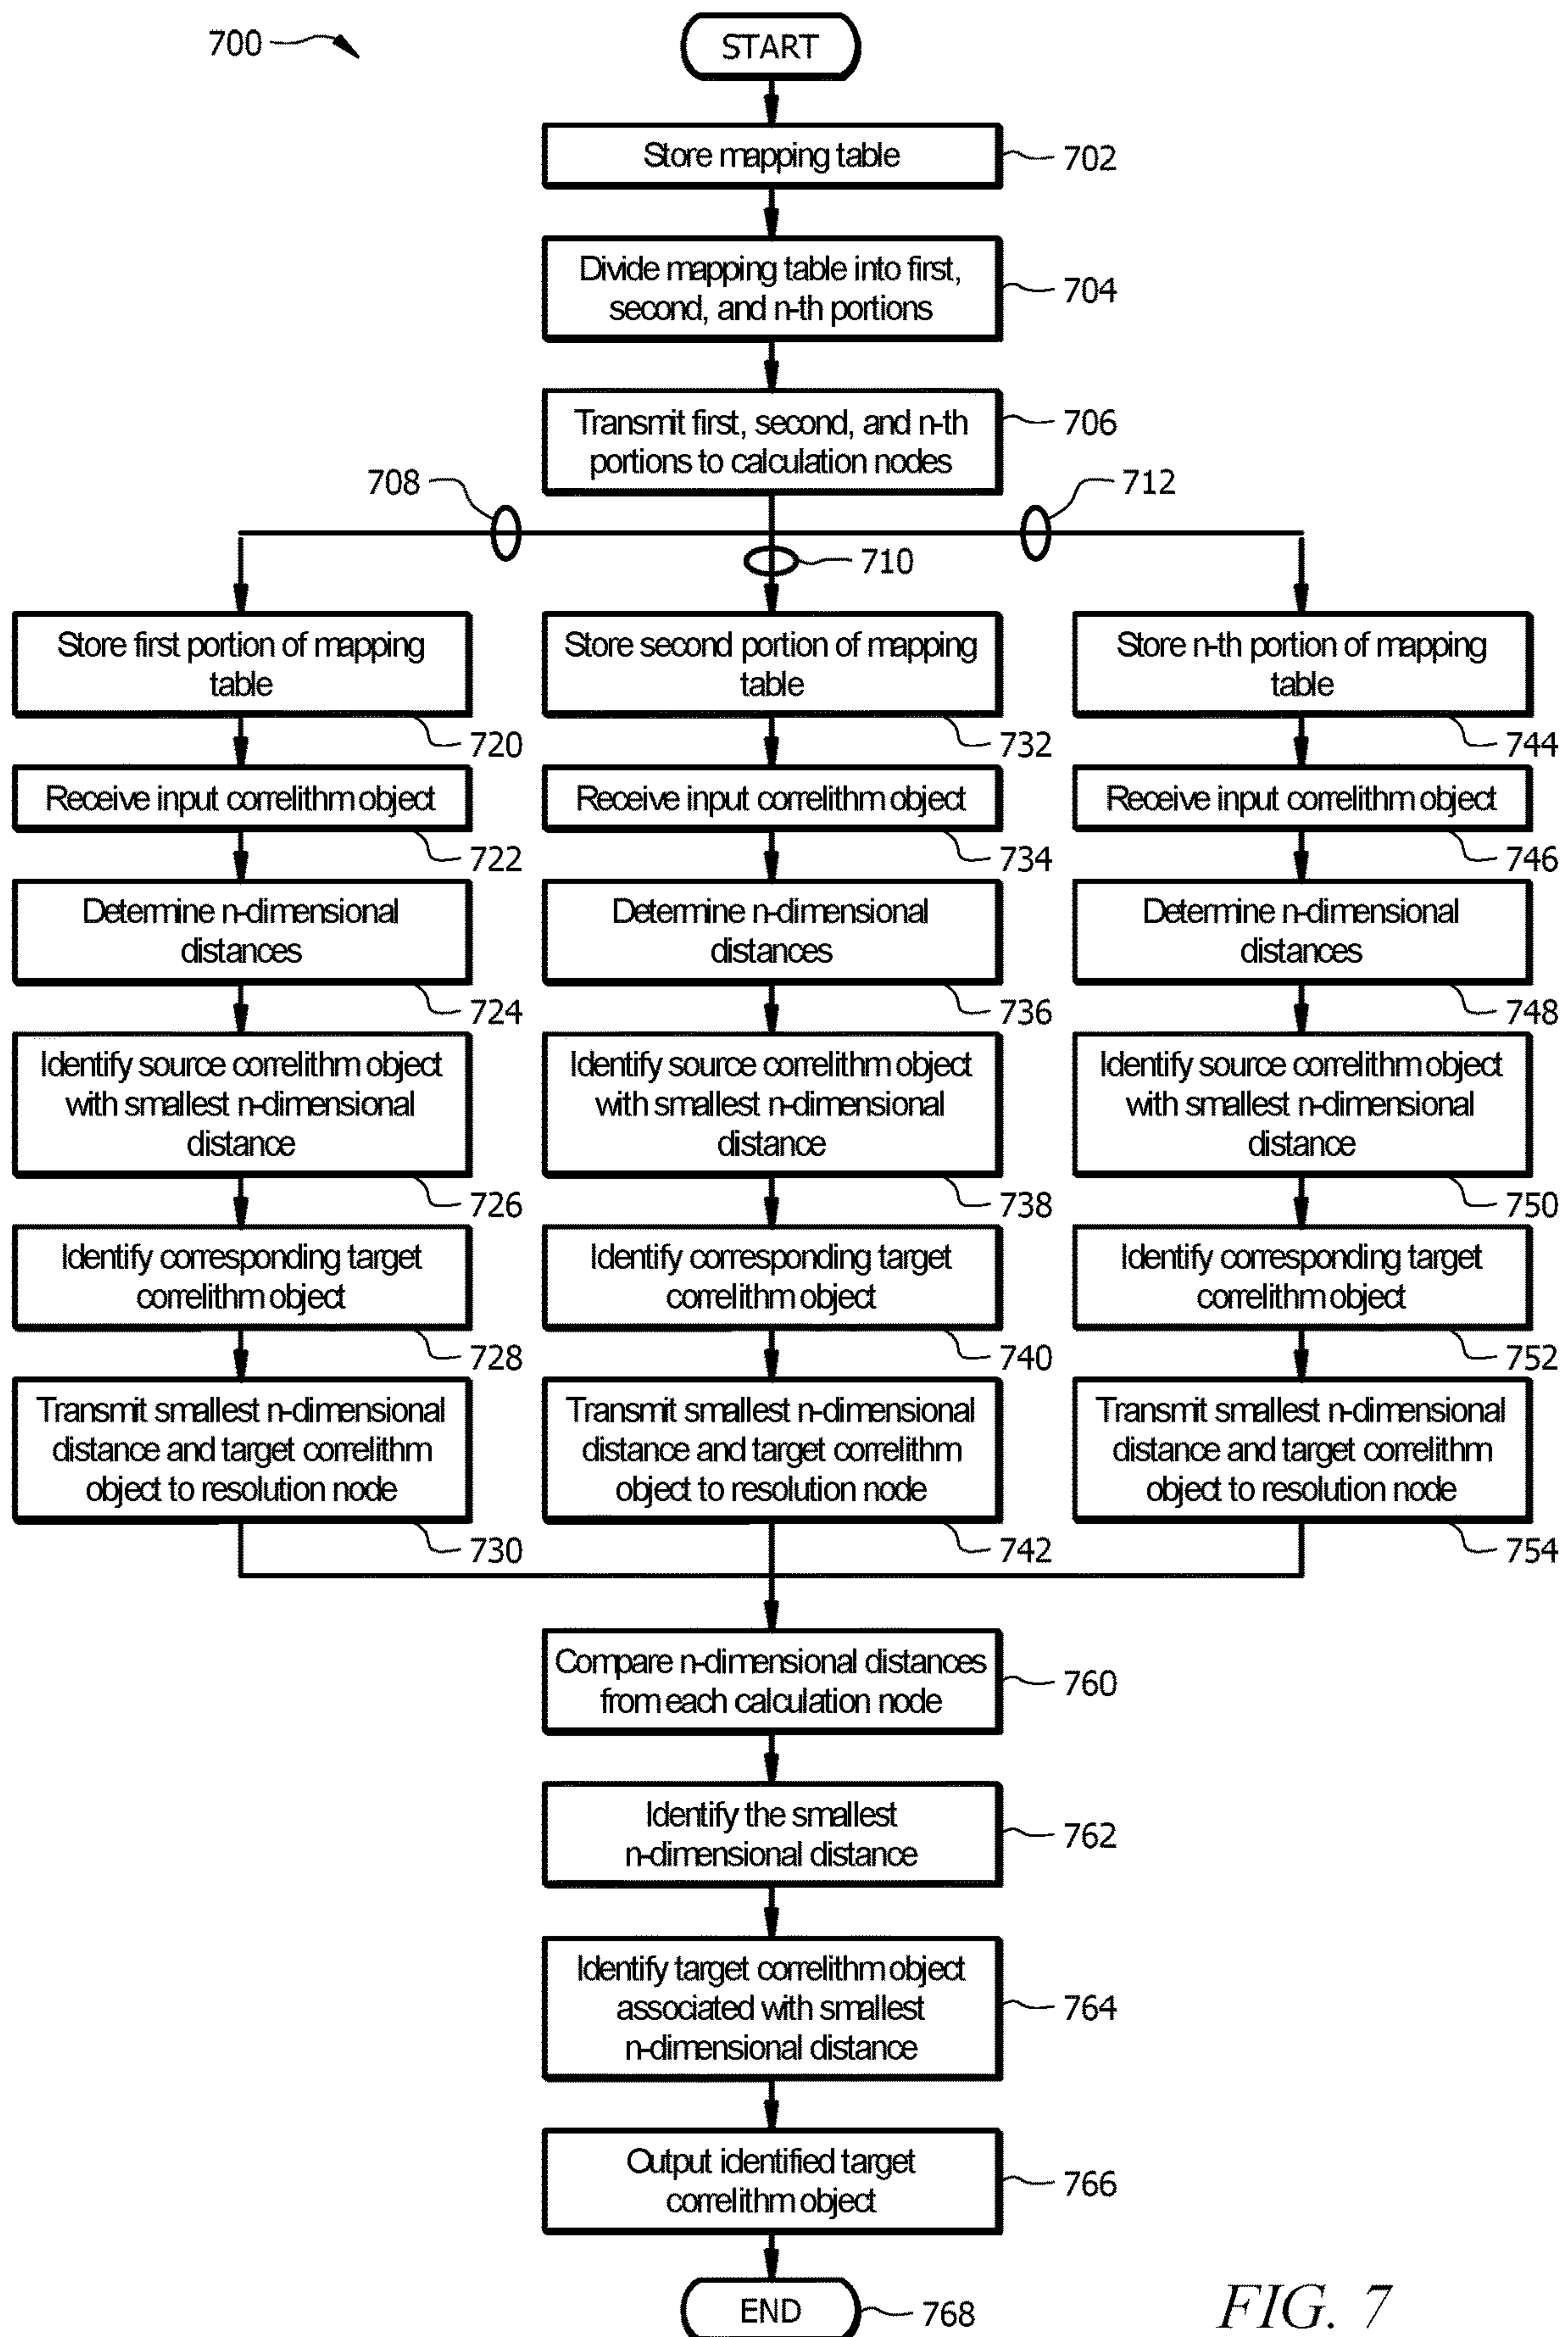 700
START
Store mapping table
702
Divide mapping table into first,
second, and n-th portions
704
Transmit first, second, and n-th
portions to calculation nodes
706
708
710
712
Store first portion of mapping
table
720
Receive input correlithm object
722
Determine n-dimensional
distances
724
Identify source correlithm object
with smallest n-dimensional
distance
726
Identify corresponding target
correlithm object
728
Transmit smallest n-dimensional
distance and target correlithm
object to resolution node
730
Store second portion of mapping
table
732
Receive input correlithm object
734
Determine n-dimensional
distances
736
Identify source correlithm object
with smallest n-dimensional
distance
738
Identify corresponding target
correlithm object
740
Transmit smallest n-dimensional
distance and target correlithm
object to resolution node
742
Store n-th portion of mapping
table
744
Receive input correlithm object
746
Determine n-dimensional
distances
748
Identify source correlithm object
with smallest n-dimensional
distance
750
Identify corresponding target
correlithm object
752
Transmit smallest n-dimensional
distance and target correlithm
object to resolution node
754
Compare n-dimensional distances
from each calculation node
760
Identify the smallest
n-dimensional distance
762
Identify target correlithm object
associated with smallest
n-dimensional distance
764
Output identified target
correlithm object
766
END
768
FIG. 7